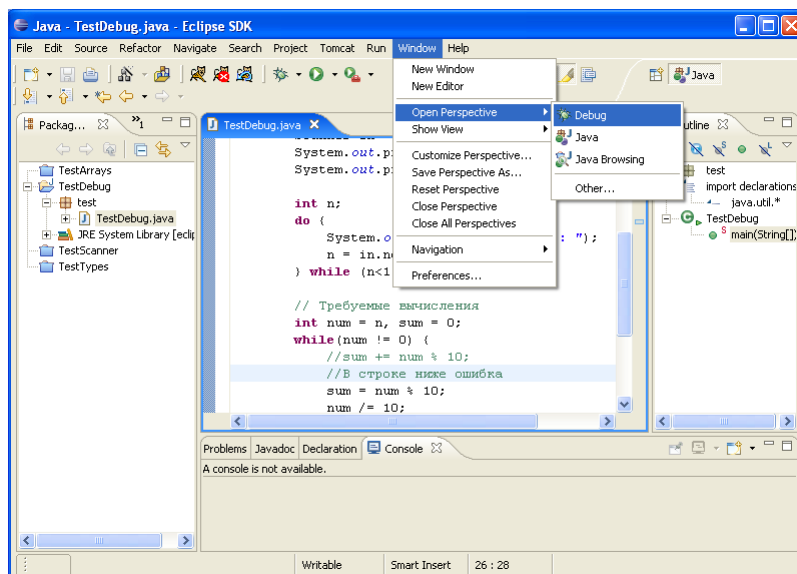 Java - TestDebug.java - Eclipse SDK
File Edit Source Refactor Navigate Search Project Tomcat Run Window Help
Java
New Window
New Editor
Open Perspective
Show View
Customize Perspective...
Save Perspective As...
Reset Perspective
Close Perspective
Close All Perspectives
Navigation
Preferences...
Debug
Java
Java Browsing
Other...
Packag...
1
TestArrays
TestDebug
test
TestDebug.java
JRE System Library [eclip
TestScanner
TestTypes
TestDebug.java
System.out.p
System.out.p
int n;
do {
System.o : ");
n = in.ne
} while (n<1
// Требуемые вычисления
int num = n, sum = 0;
while(num != 0) {
//sum += num % 10;
//В строке ниже ошибка
sum = num % 10;
num /= 10;
utline
test
import declarations
java.util.*
TestDebug
main(String[])
Problems Javadoc Declaration Console
A console is not available.
Writable Smart Insert 26 : 28